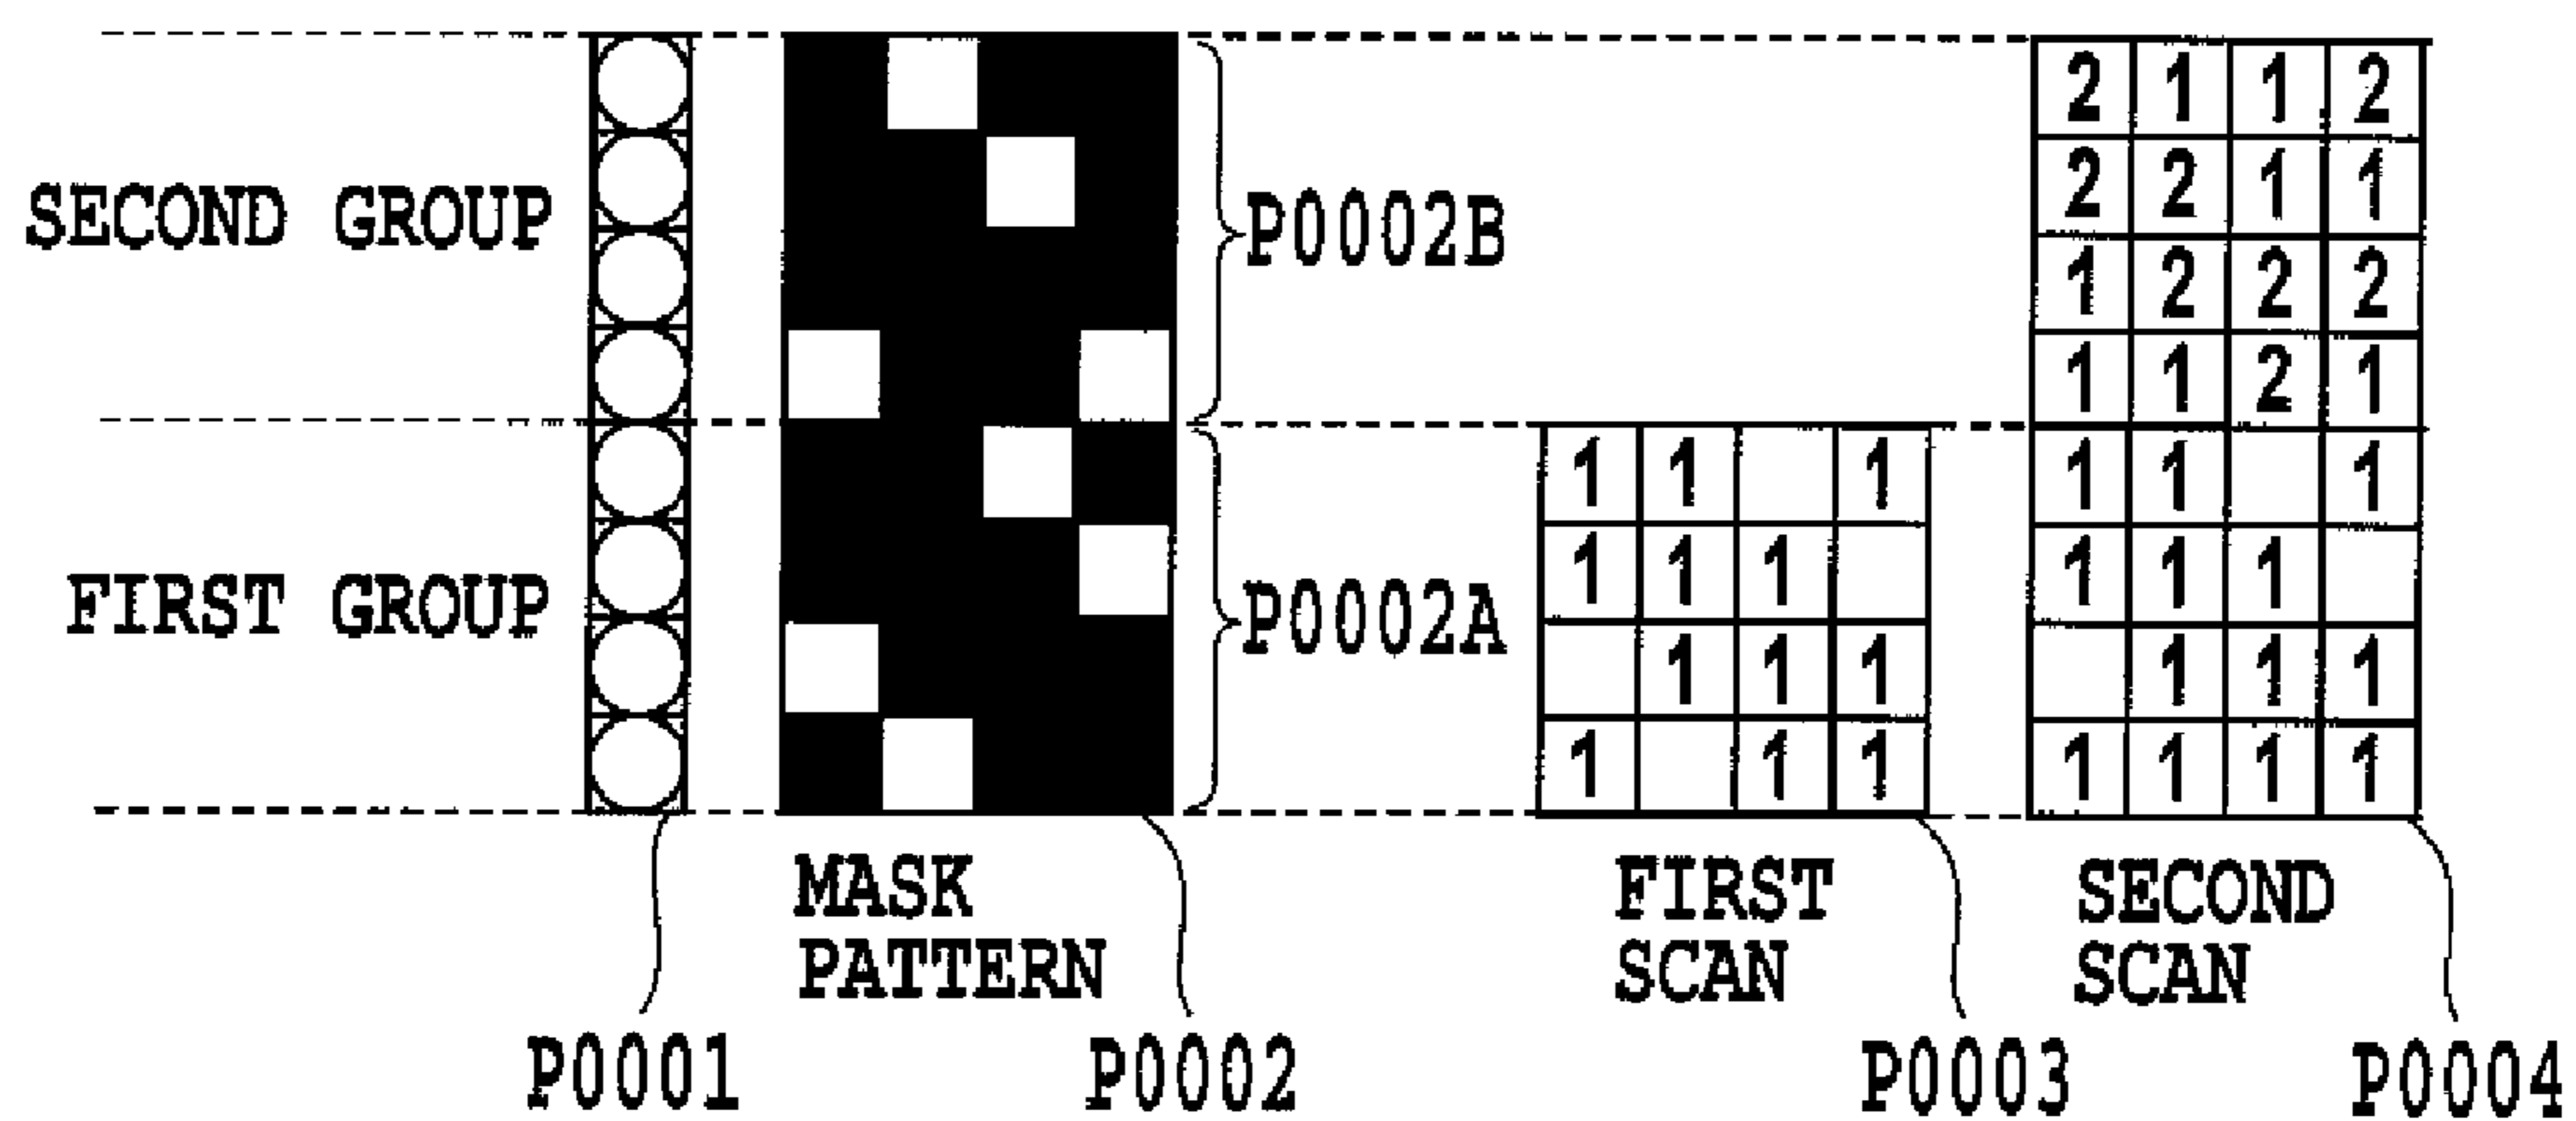 2 1 1 2
2 2 1 1
SECOND GROUP
P0002B
1 2 2 2
1 1 2 1
1 1 1
1 1 1
1 1 1
1 1 1
FIRST GROUP
P0002A
1 1 1
1 1 1
1 1 1
1 1 1 1
MASK
PATTERN
FIRST
SCAN
SECOND
SCAN
P0001
P0002
P0003
P0004